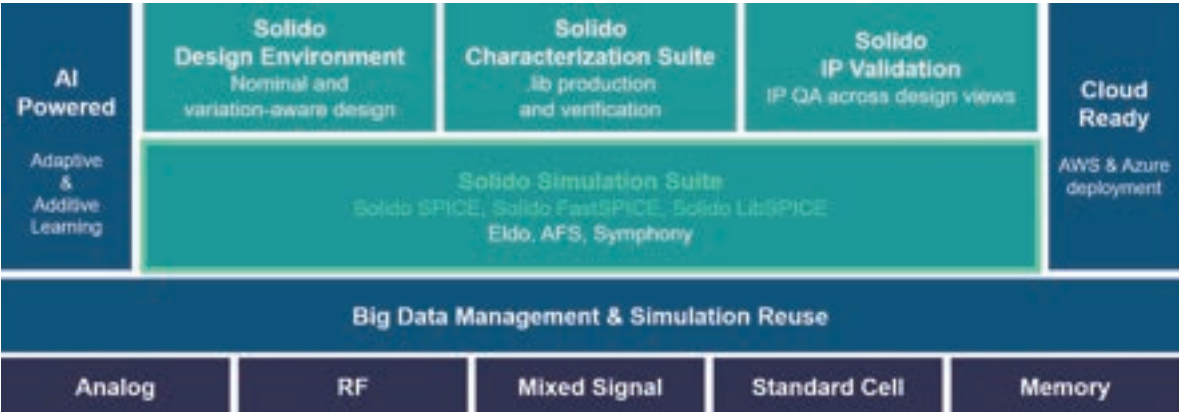 AI
Powered
Adaptive
&
Additive
Learning
Solido
Design Environment
Nominal and
variation-aware design
Solido
Characterization Suite
.lib production
and verification
Solido
IP Validation
IP QA across design views
Cloud
Ready
AWS & Azure
deployment
Solido Simulation Suite
Solido SPICE, Solido FastSPICE, Solido LibSPICE
Eldo, AFS, Symphony
Big Data Management & Simulation Reuse
Analog
RF
Mixed Signal
Standard Cell
Memory